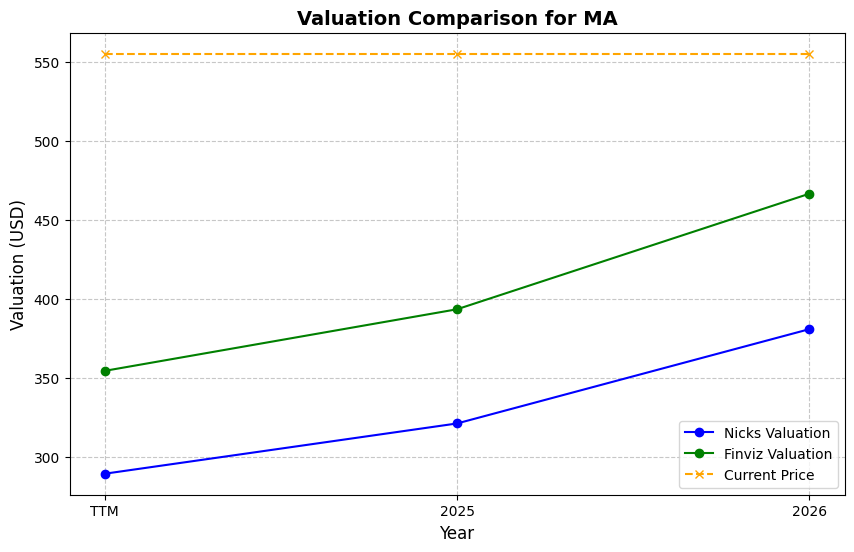 Valuation Comparison for MA
Valuation (USD)
550
500
450
400
350
300
TTM
2025
2026
Year
Nicks Valuation
Finviz Valuation
Current Price